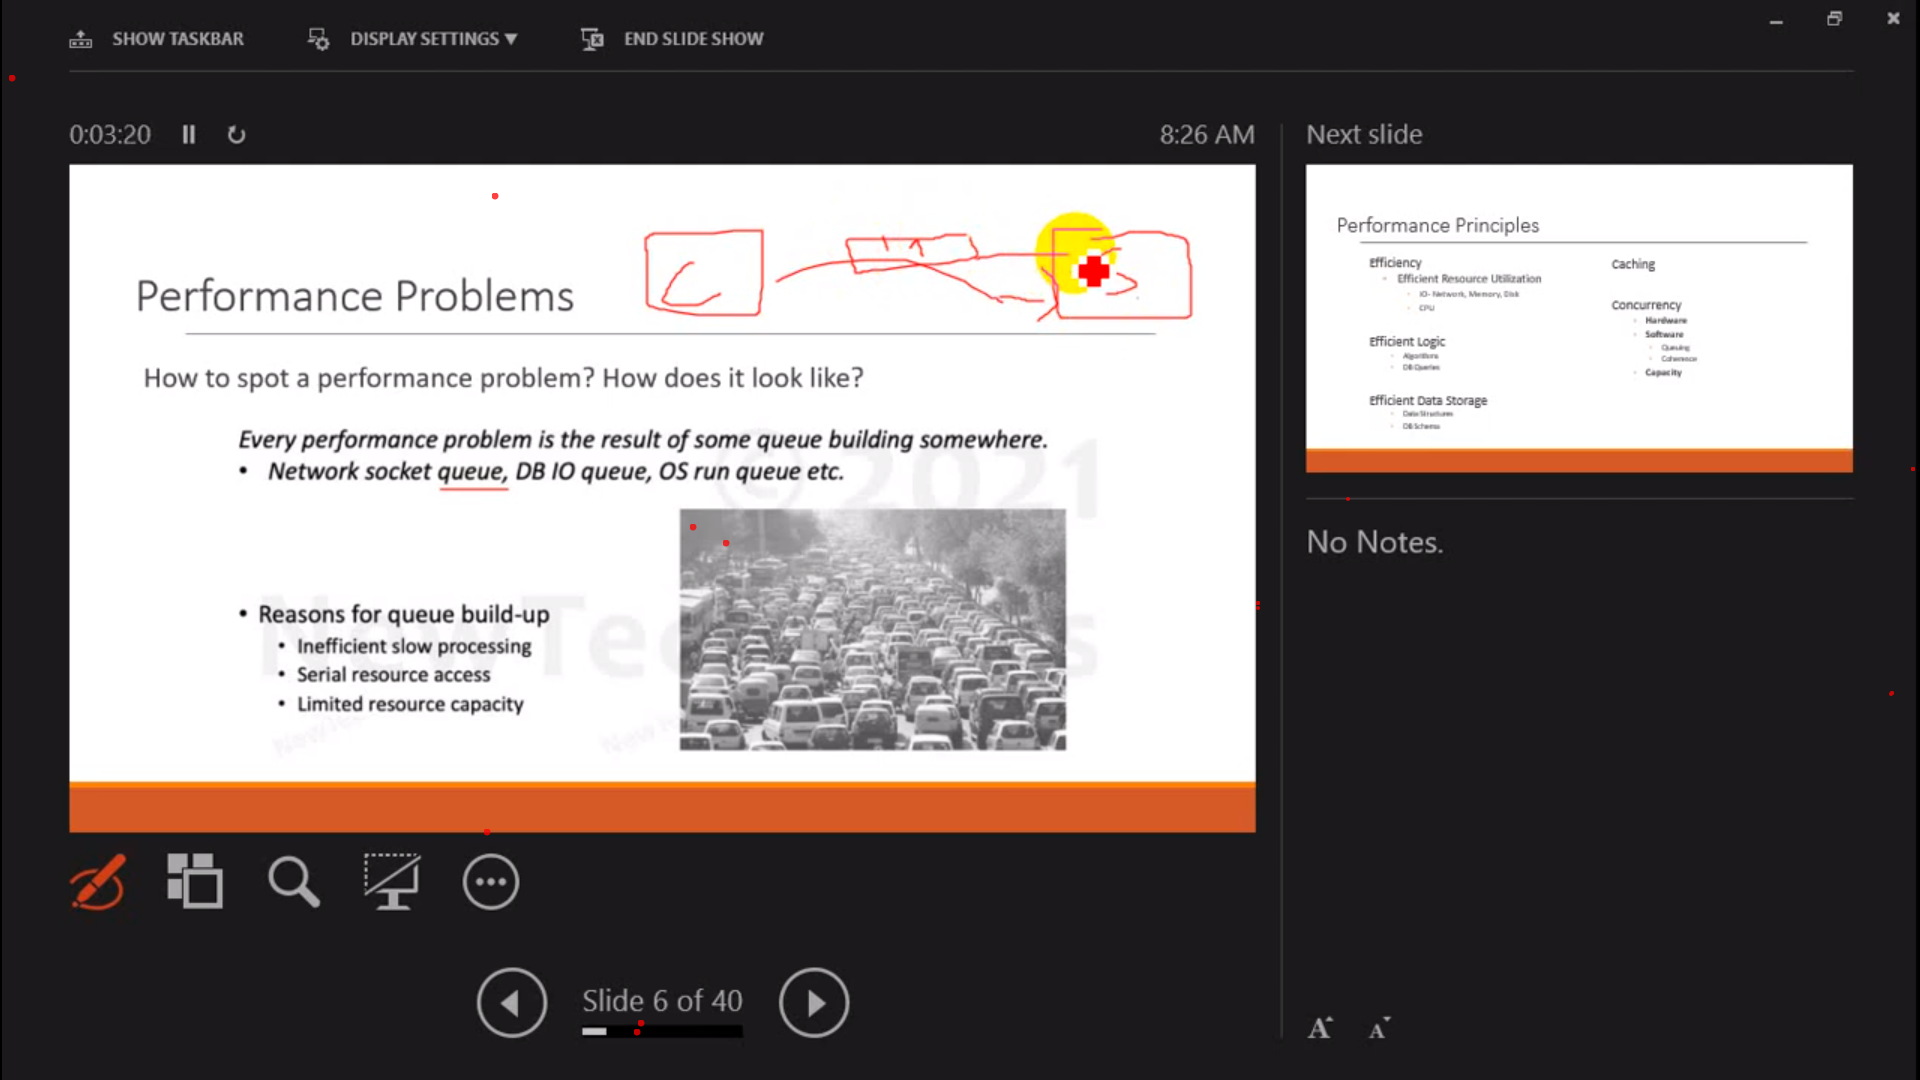 SHOW TASKBAR
DISPLAY SETTINGS ▼
END SLIDE SHOW
0:03:20
8:26 AM
Performance Problems
C
S
How to spot a performance problem? How does it look like?
Every performance problem is the result of some queue building somewhere.
• Network socket queue, DB IO queue, OS run queue etc.
© 2021
• Reasons for queue build-up
• Inefficient slow processing
• Serial resource access
• Limited resource capacity
Slide 6 of 40
Next slide
Performance Principles
Efficiency
Efficient Resource Utilization
IO- Network, Memory, Disk
CPU
Efficient Logic
Algorithms
DB Queries
Efficient Data Storage
Data Structures
DB Schema
Caching
Concurrency
Hardware
Software
Queuing
Coherence
Capacity
No Notes.
A A